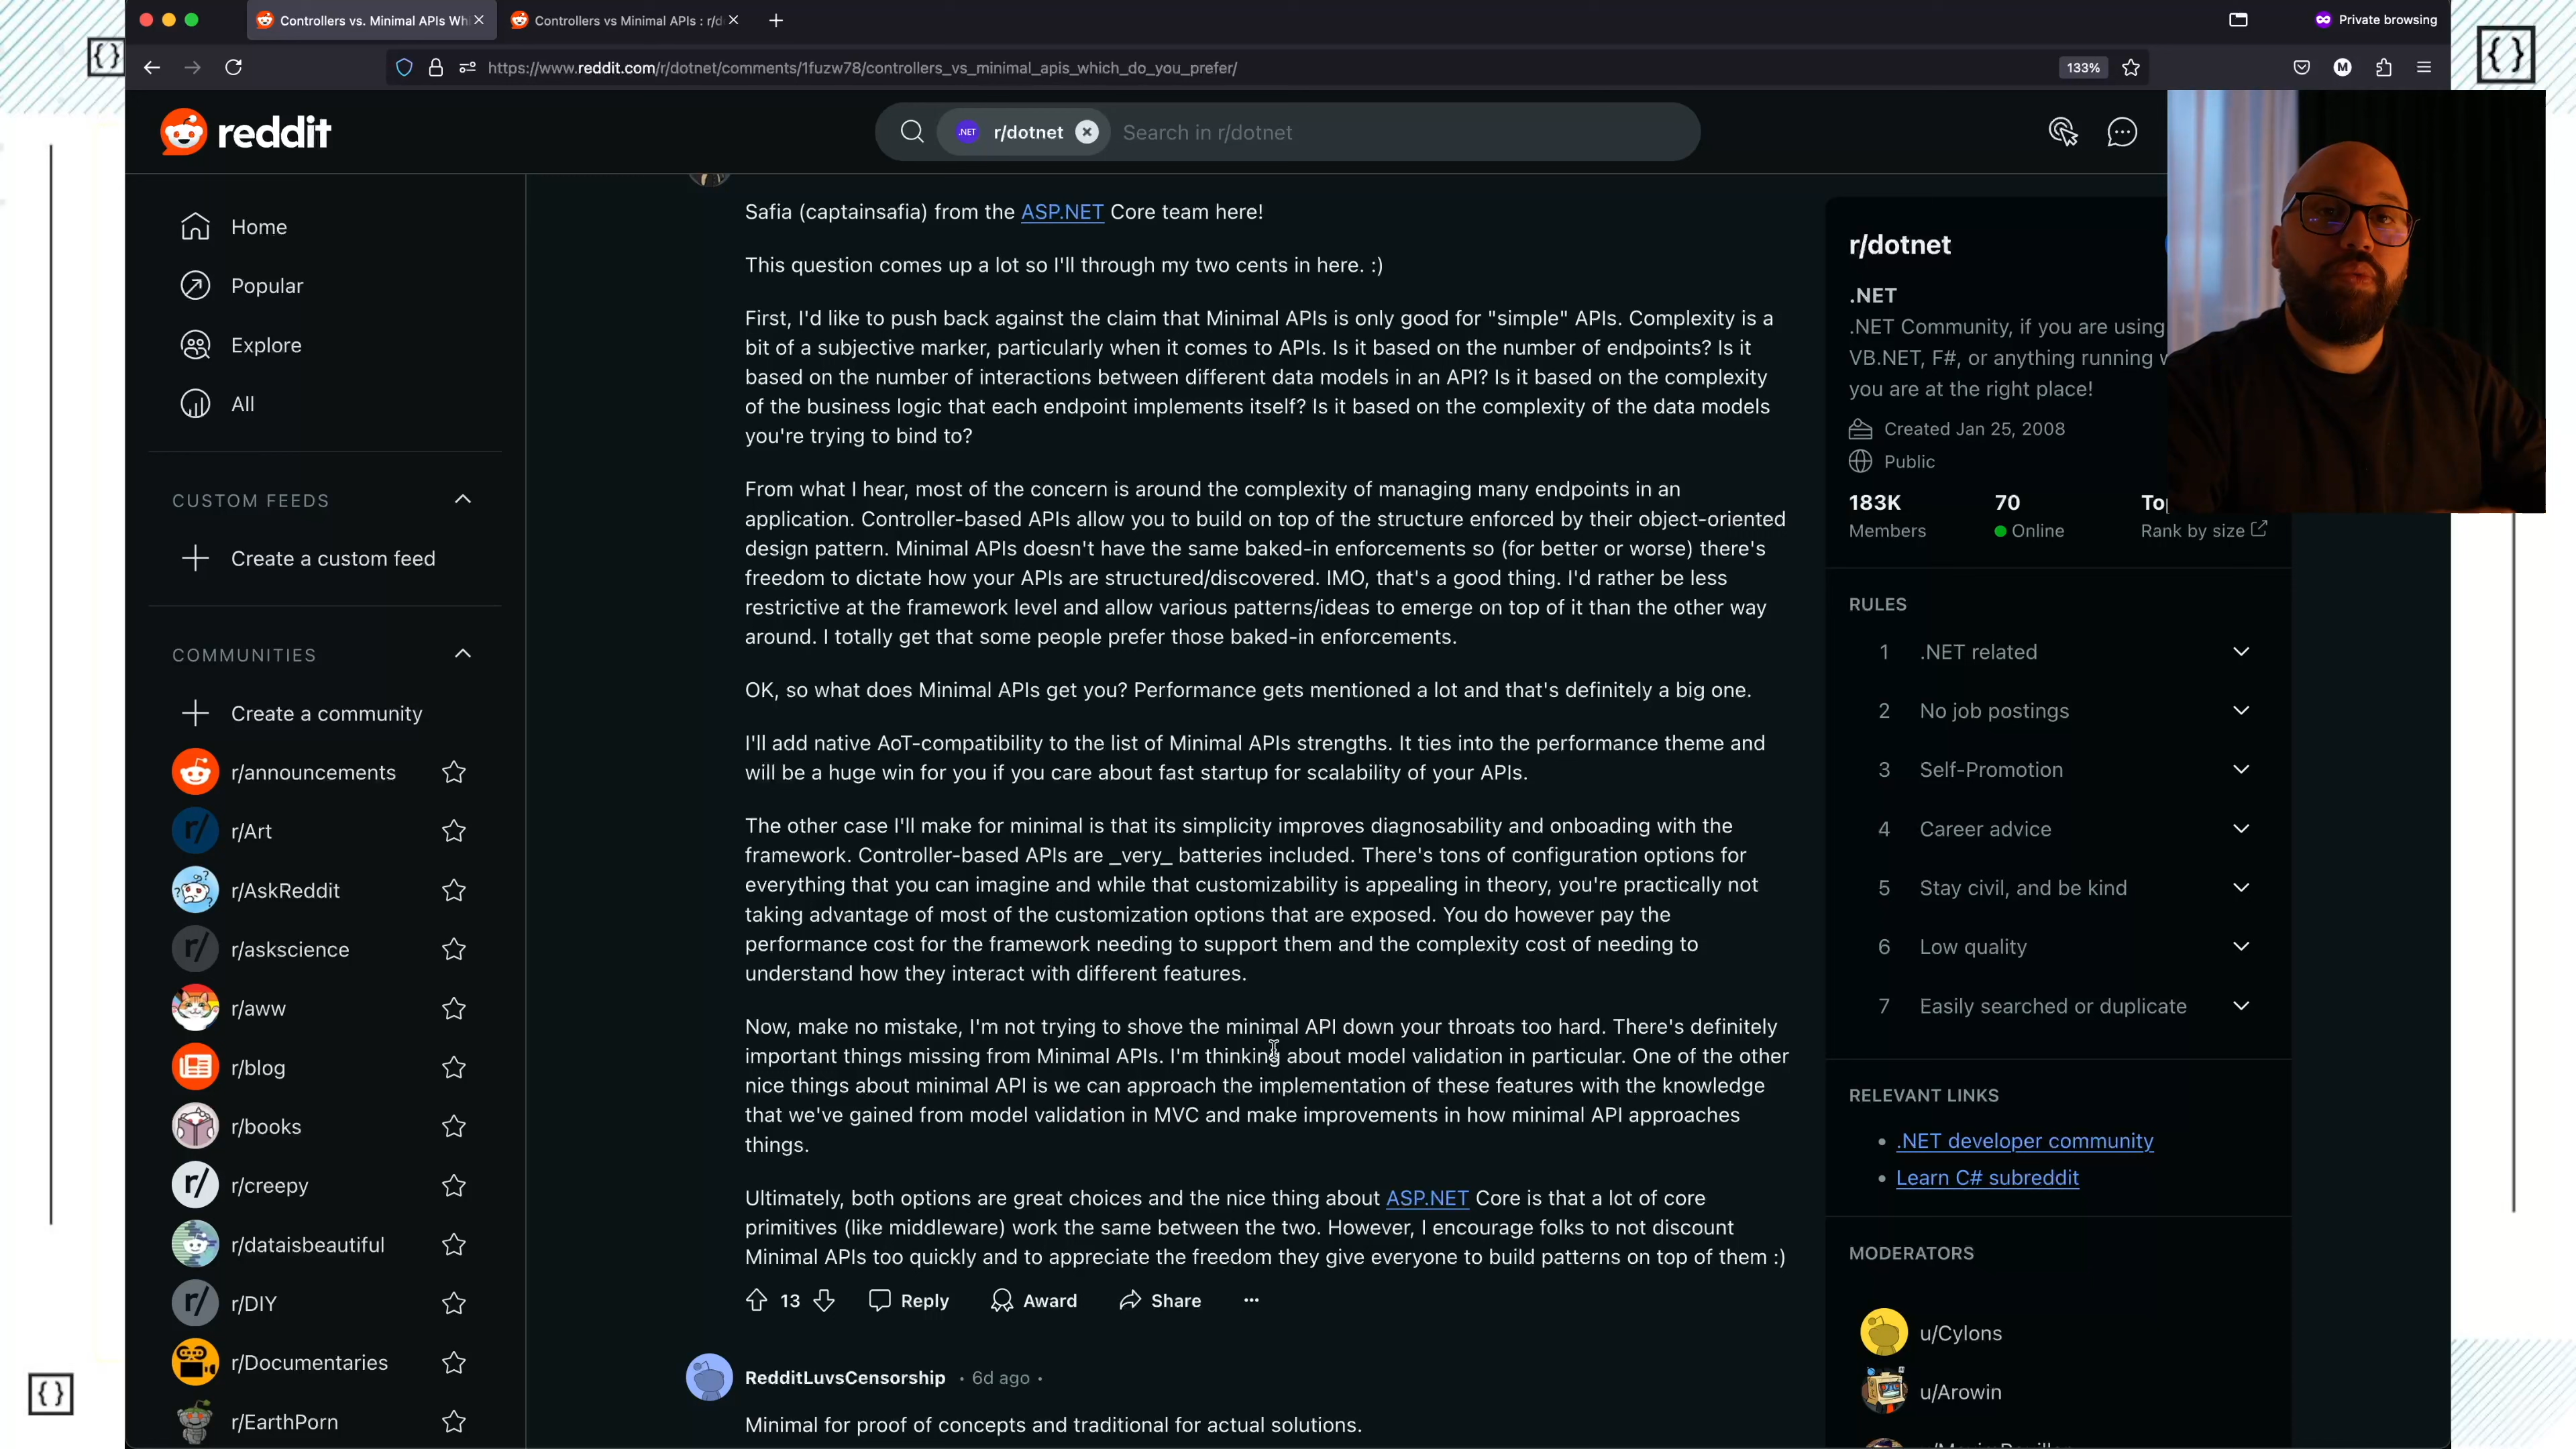 Controllers vs. Minimal APIs Wh
Controllers vs Minimal APIs : r/d
Private browsing
https://www.reddit.com/r/dotnet/comments/1fuzw78/controllers_vs_minimal_apis_which_do_you_prefer/
133%
M
{}
{}
reddit
.NET
r/dotnet
Search in r/dotnet
Home
Popular
Explore
All
CUSTOM FEEDS
Create a custom feed
COMMUNITIES
Create a community
r/announcements
r/ r/Art
r/AskReddit
r/ r/askscience
r/aww
r/blog
r/books
r/ r/creepy
r/dataisbeautiful
r/ r/DIY
r/Documentaries
r/EarthPorn
{}
Safia (captainsafia) from the ASP.NET Core team here!
This question comes up a lot so I'll through my two cents in here. :)
First, I'd like to push back against the claim that Minimal APIs is only good for "simple" APIs. Complexity is a
bit of a subjective marker, particularly when it comes to APIs. Is it based on the number of endpoints? Is it
based on the number of interactions between different data models in an API? Is it based on the complexity
of the business logic that each endpoint implements itself? Is it based on the complexity of the data models
you're trying to bind to?
From what I hear, most of the concern is around the complexity of managing many endpoints in an
application. Controller-based APIs allow you to build on top of the structure enforced by their object-oriented
design pattern. Minimal APIs doesn't have the same baked-in enforcements so (for better or worse) there's
freedom to dictate how your APIs are structured/discovered. IMO, that's a good thing. I'd rather be less
restrictive at the framework level and allow various patterns/ideas to emerge on top of it than the other way
around. I totally get that some people prefer those baked-in enforcements.
OK, so what does Minimal APIs get you? Performance gets mentioned a lot and that's definitely a big one.
I'll add native AoT-compatibility to the list of Minimal APIs strengths. It ties into the performance theme and
will be a huge win for you if you care about fast startup for scalability of your APIs.
The other case I'll make for minimal is that its simplicity improves diagnosability and onboading with the
framework. Controller-based APIs are _very_ batteries included. There's tons of configuration options for
everything that you can imagine and while that customizability is appealing in theory, you're practically not
taking advantage of most of the customization options that are exposed. You do however pay the
performance cost for the framework needing to support them and the complexity cost of needing to
understand how they interact with different features.
Now, make no mistake, I'm not trying to shove the minimal API down your throats too hard. There's definitely
important things missing from Minimal APIs. I'm thinking about model validation in particular. One of the other
nice things about minimal API is we can approach the implementation of these features with the knowledge
that we've gained from model validation in MVC and make improvements in how minimal API approaches
things.
Ultimately, both options are great choices and the nice thing about ASP.NET Core is that a lot of core
primitives (like middleware) work the same between the two. However, I encourage folks to not discount
Minimal APIs too quickly and to appreciate the freedom they give everyone to build patterns on top of them :)
13 Reply Award Share
RedditLuvsCensorship · 6d ago ·
Minimal for proof of concepts and traditional for actual solutions.
r/dotnet
.NET
.NET Community, if you are using
VB.NET, F#, or anything running
you are at the right place!
Created Jan 25, 2008
Public
183K 70
Members Online Rank by size
RULES
1 .NET related
2 No job postings
3 Self-Promotion
4 Career advice
5 Stay civil, and be kind
6 Low quality
7 Easily searched or duplicate
RELEVANT LINKS
• .NET developer community
• Learn C# subreddit
MODERATORS
u/Cylons
u/Arowin